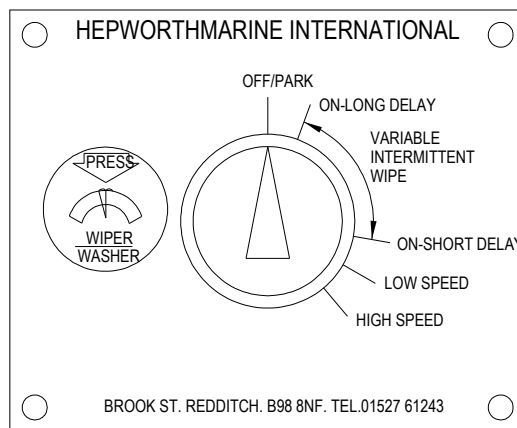 HEPWORTHMARINE INTERNATIONAL
OFF/PARK
ON-LONG DELAY
VARIABLE
INTERMITTENT
WIPE
PRESS
WIPER
WASHER
ON-SHORT DELAY
LOW SPEED
HIGH SPEED
BROOK ST. REDDITCH. B98 8NF. TEL.01527 61243